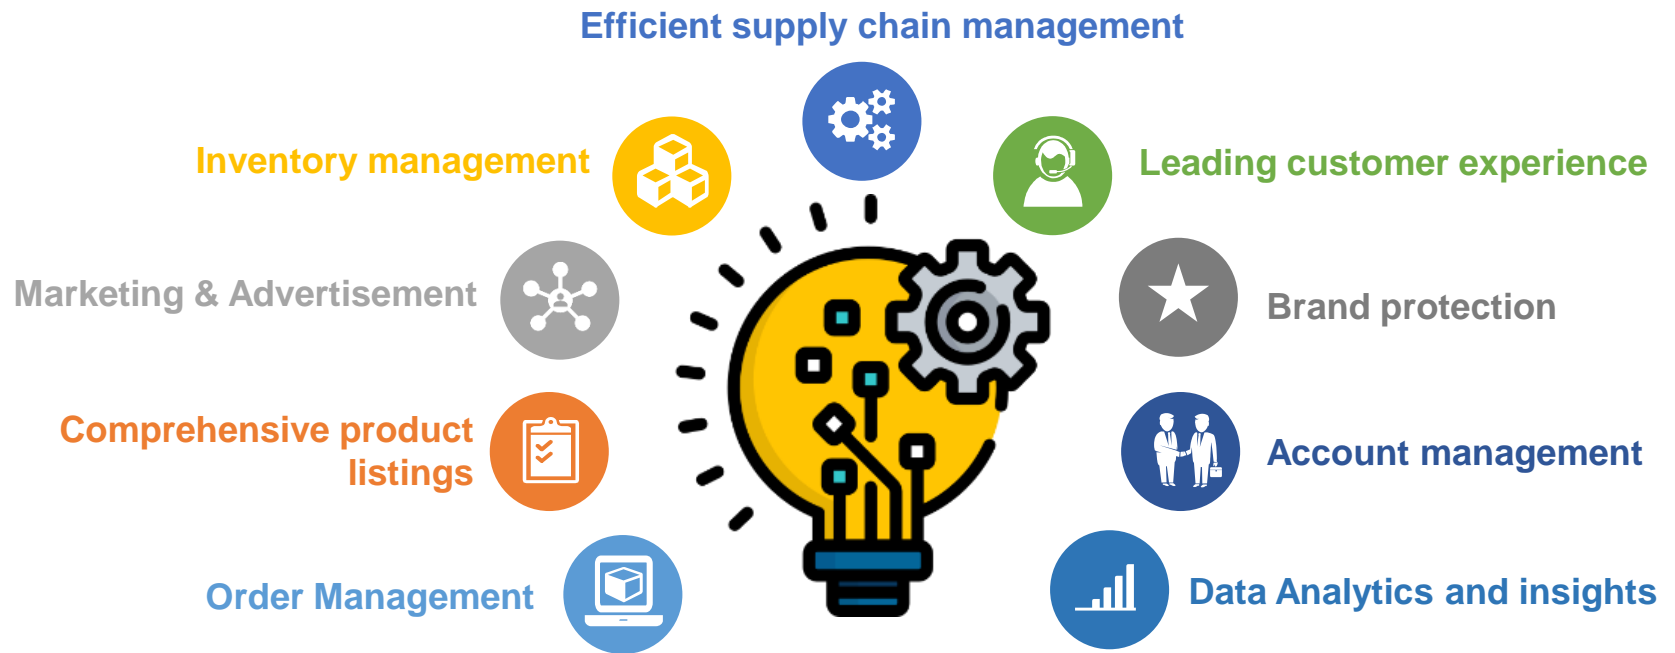 Efficient supply chain management
Inventory management
Leading customer experience
Marketing & Advertisement
Brand protection
Comprehensive product
listings
Account management
Order Management
Data Analytics and insights